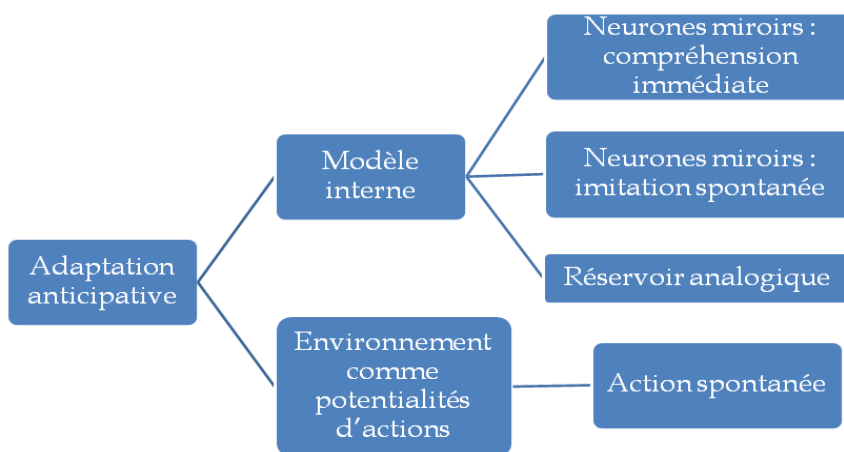 Adaptation
anticipative
Modèle
interne
Neurones miroirs :
compréhension
immédiate
Neurones miroirs :
imitation spontanée
Réservoir analogique
Environnement
comme
potentialités
d’actions
Action spontanée